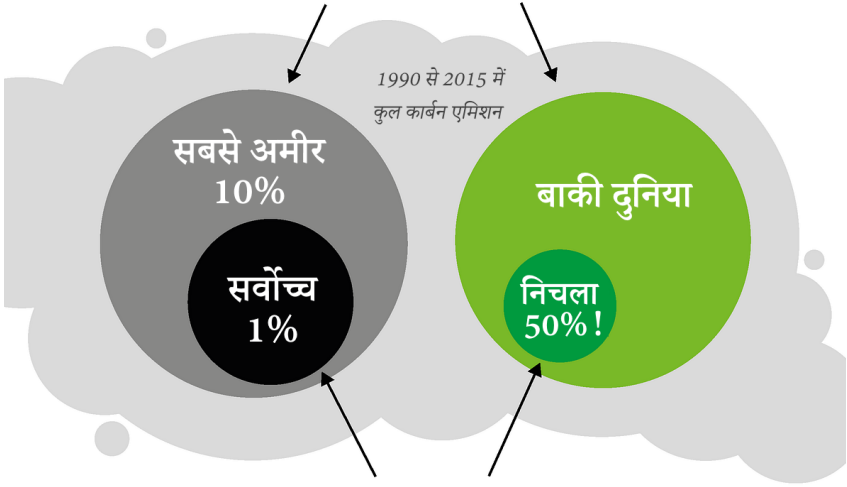 1990 से 2015 में
कुल कार्बन एमिशन
सबसे अमीर
10%
सर्वोच्च
1%
बाकी दुनिया
निचला
50% !